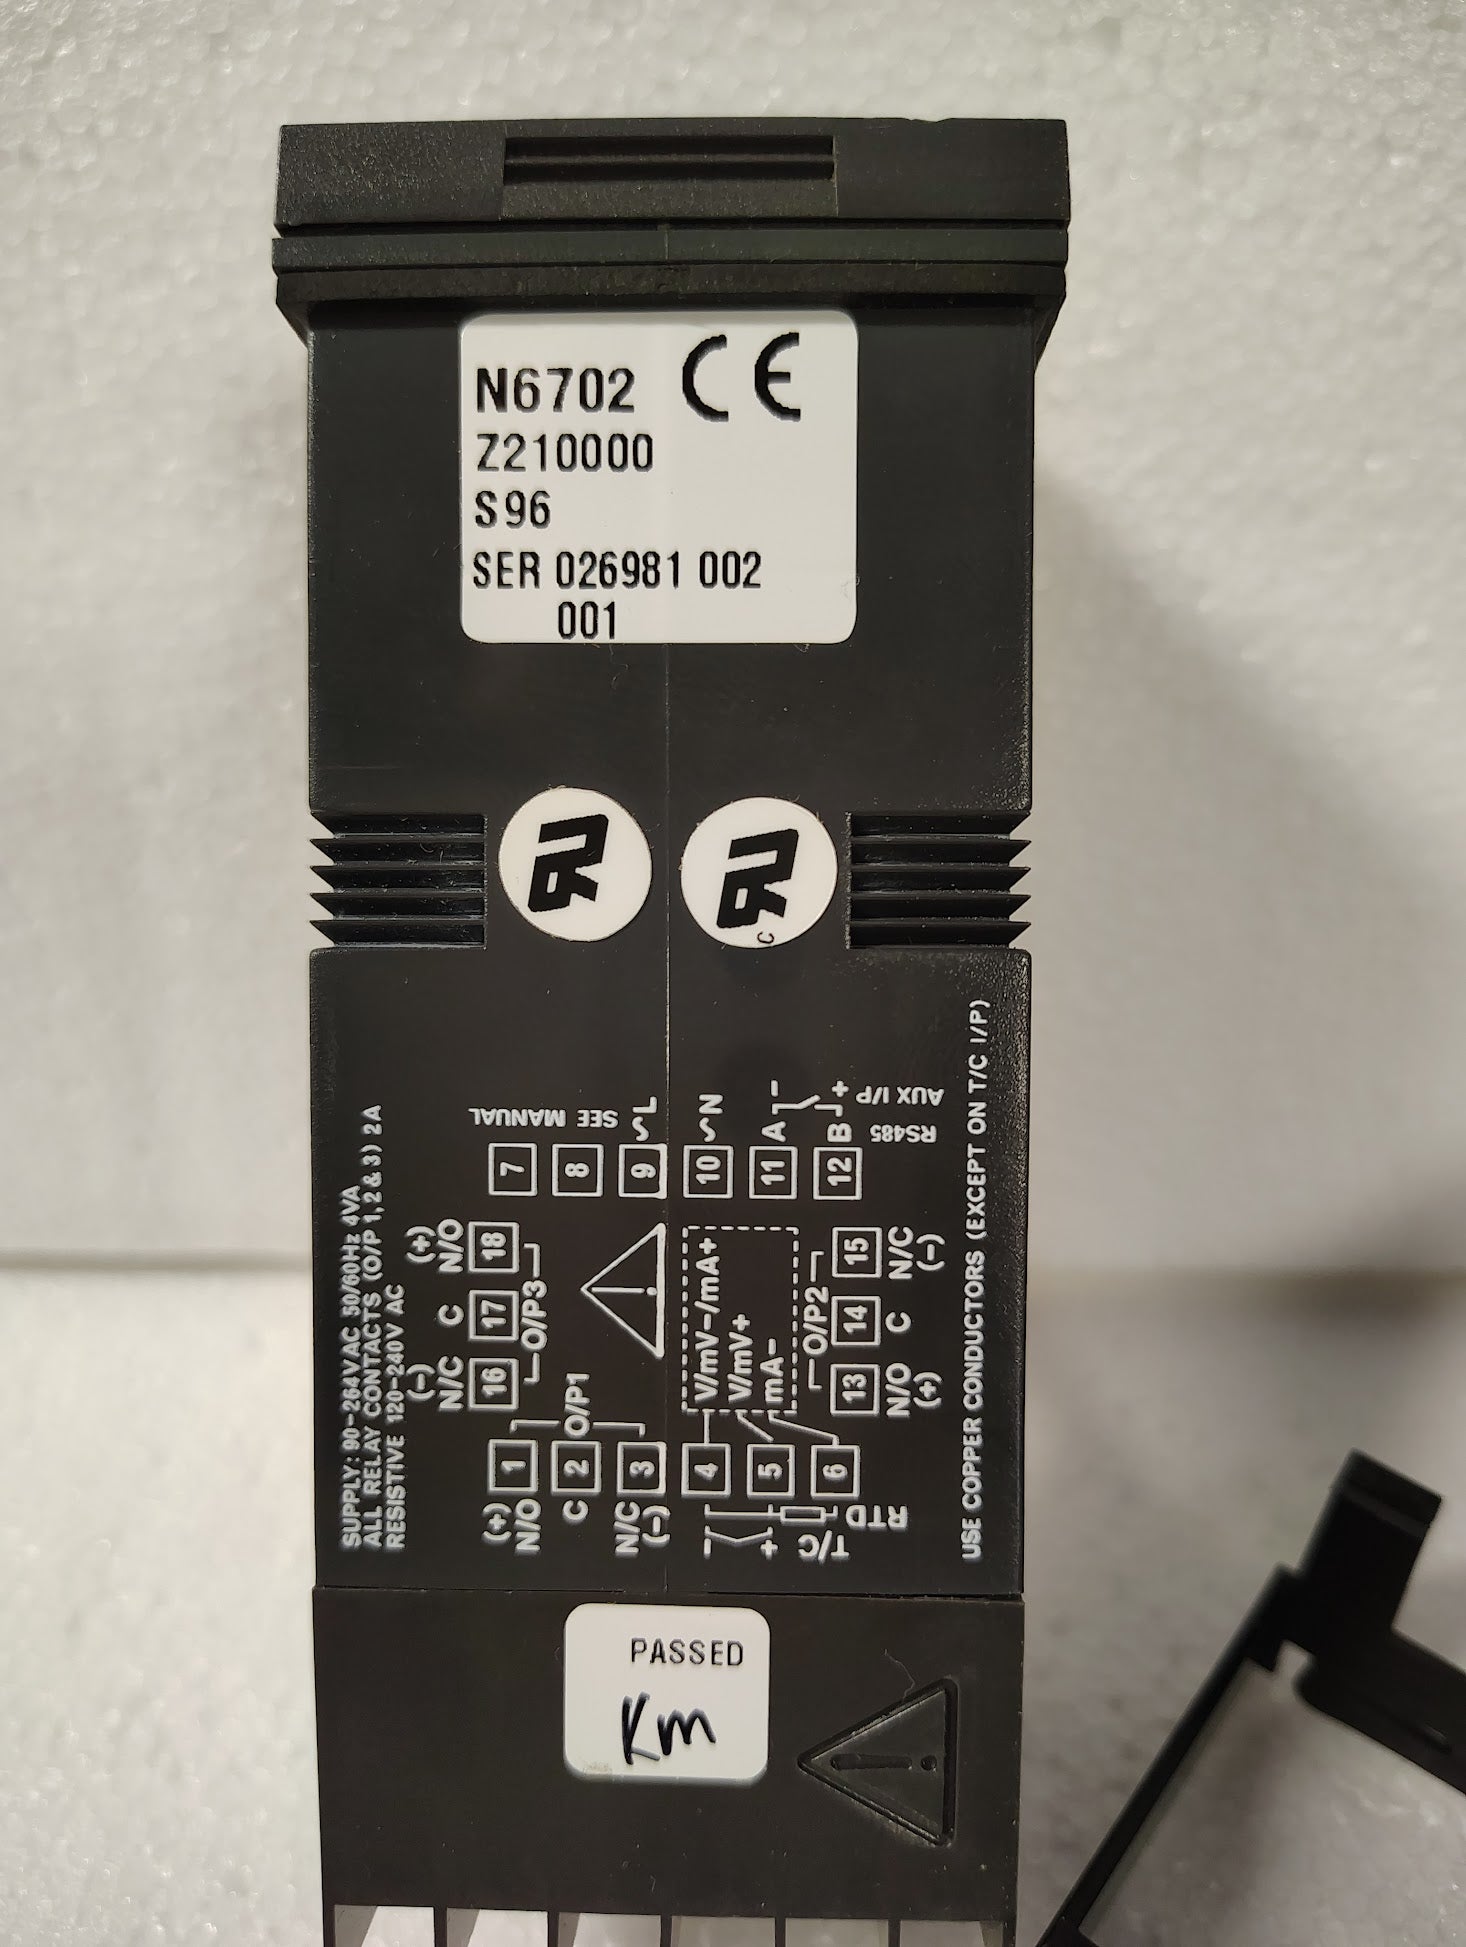 N6702 CE
Z210000
S96
SER 026981 002
001
RU
c RU
SUPPLY: 90-264VAC 50/60Hz 4VA
ALL RELAY CONTACTS (O/P 1, 2 & 3) 2A
RESISTIVE 120-240V AC
(-) (+)
N/C C N/O
16 17 18
O/P3
7 SEE MANUAL
8
9 ~L
10 ~N
11 A -
12 B +
RS485 AUX I/P
(+) N/O 1
C 2 O/P1
N/C (-) 3
4 V/mV-/mA+
5 V/mV+
6 mA-
- +
T/C RTD
O/P2
13 14 15
N/O C N/C
(+) (-)
USE COPPER CONDUCTORS (EXCEPT ON T/C I/P)
PASSED
Km